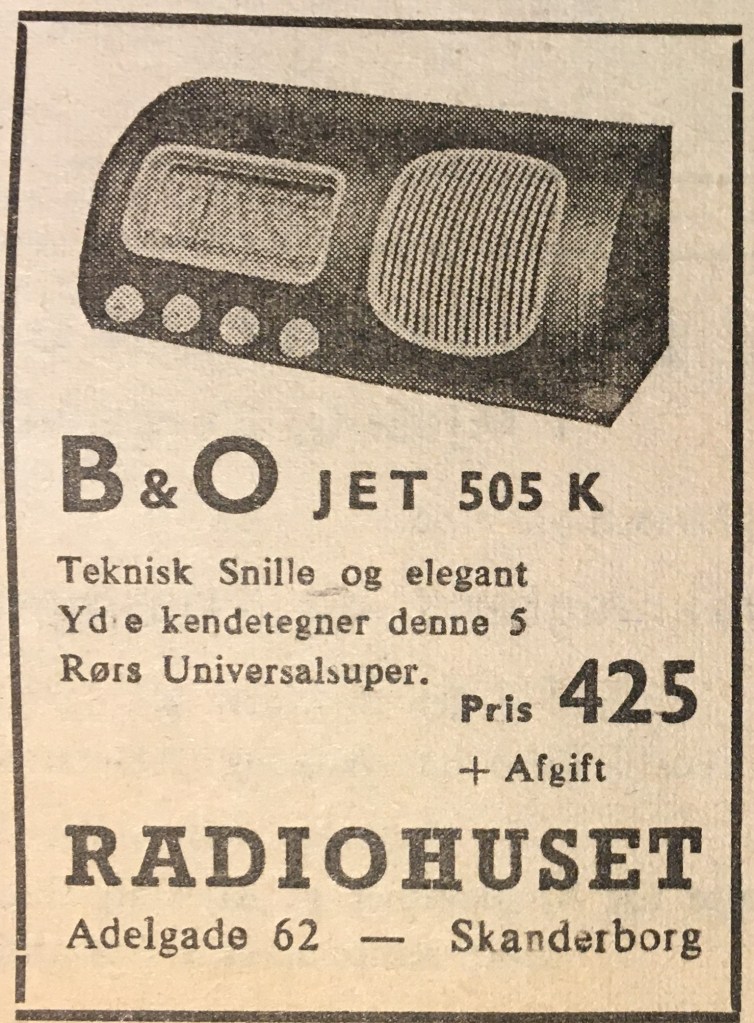 B & O JET 505 K
Teknisk Snille og elegant
Yd e kendetegner denne 5
Rørs Universalsuper.
Pris 425
+ Afgift
RADIOHUSET
Adelgade 62 — Skanderborg